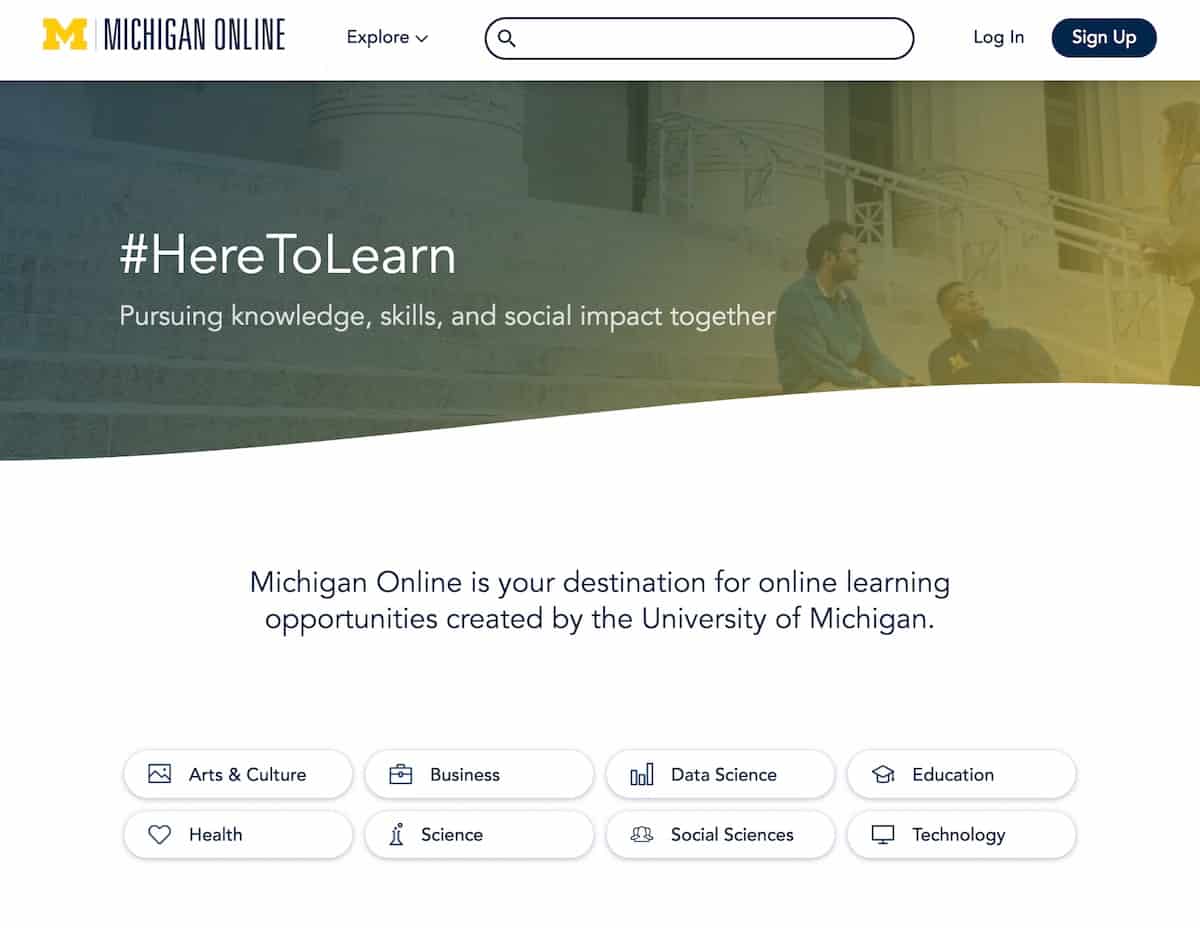 M MICHIGAN ONLINE
Explore
Log In
Sign Up
#HereToLearn
Pursuing knowledge, skills, and social impact together
Michigan Online is your destination for online learning
opportunities created by the University of Michigan.
Arts & Culture
Business
Data Science
Education
Health
Science
Social Sciences
Technology